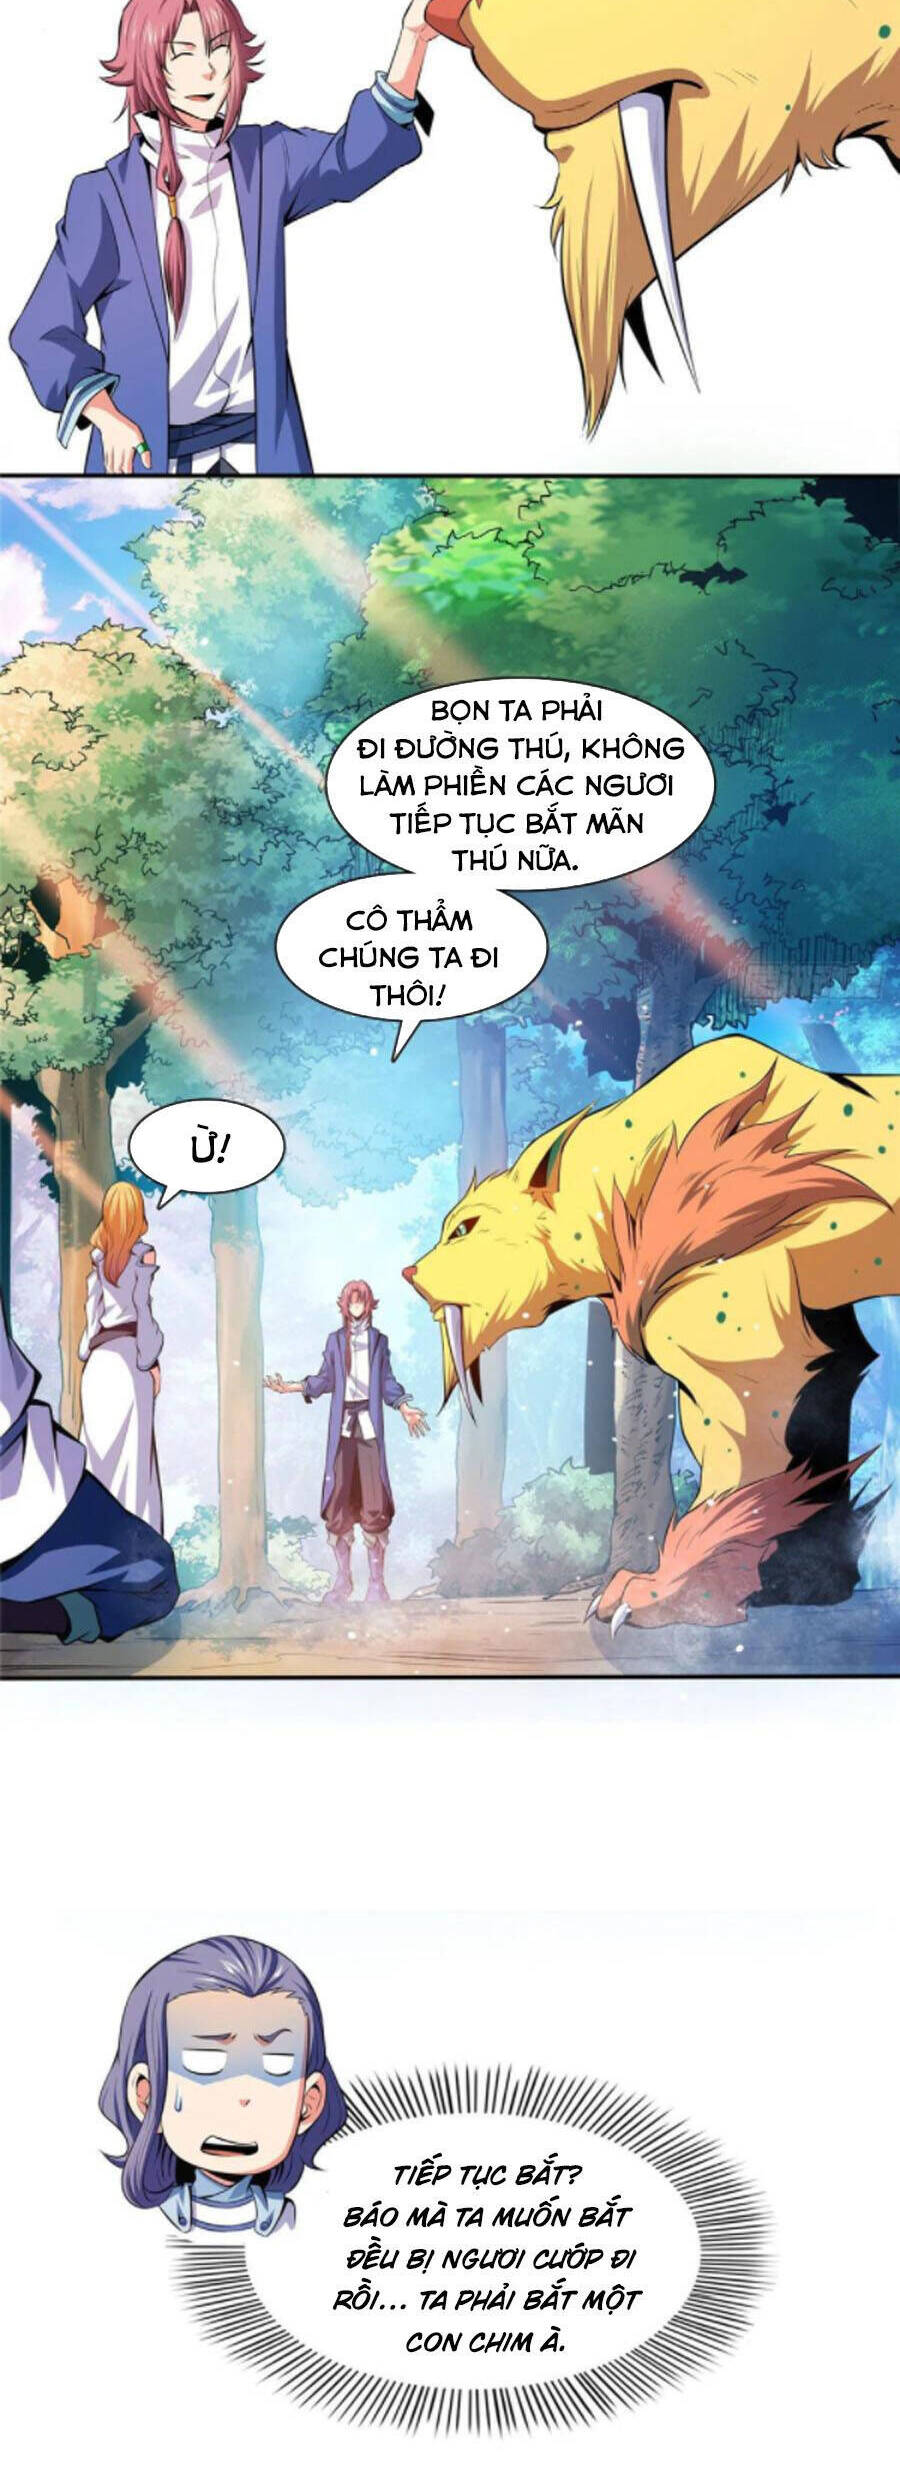 BỌN TA PHẢI
ĐI ĐƯỜNG THÚ, KHÔNG
LÀM PHIỀN CÁC NGƯƠI
TIẾP TỤC BẮT MÃN
THÚ NỮA.
CÔ THẨM
CHÚNG TA ĐI
THÔI!
Ừ!
TIẾP TỤC BẮT?
BÁO MÀ TA MUỐN BẮT
ĐỀU BỊ NGƯƠI CƯỚP ĐI
RỒI... TA PHẢI BẮT MỘT
CON CHIM À.